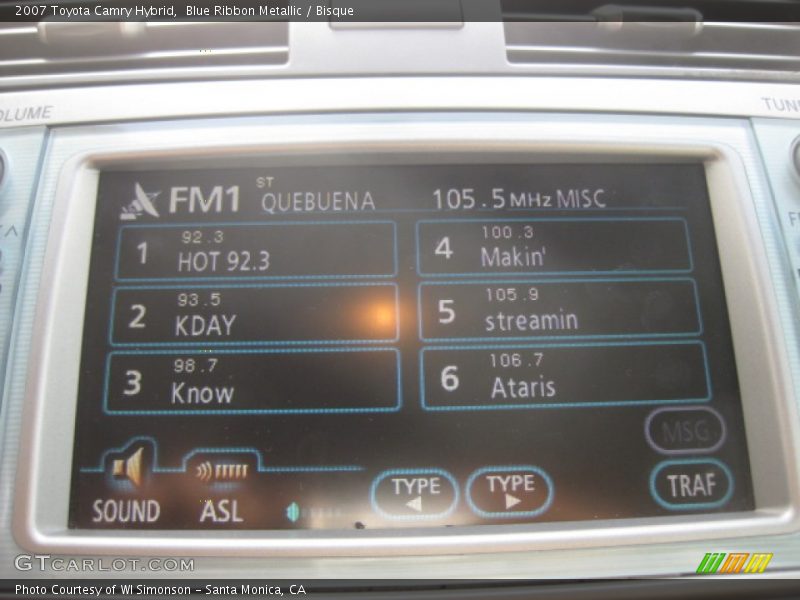 2007 Toyota Camry Hybrid, Blue Ribbon Metallic / Bisque
OLUME
TUN
ST
FM1 QUEBUENA 105.5 MHz MISC
1 92.3
HOT 92.3
4 100.3
Makin'
2 93.5
KDAY
5 105.9
streamin
3 98.7
Know
6 106.7
Ataris
MSG
SOUND
ASL
TYPE
TYPE
TRAF
GTCARLOT.COM
Photo Courtesy of WI Simonson - Santa Monica, CA